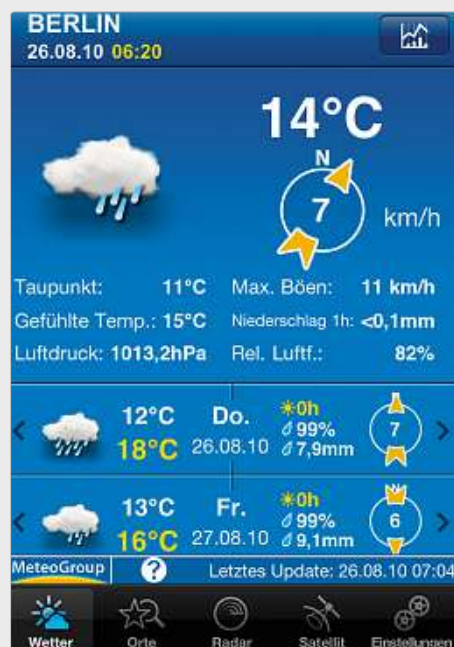 BERLIN
26.08.10 06:20
14°C
N
7
km/h
Taupunkt: 11°C Max. Böen: 11 km/h
Gefühlte Temp.: 15°C Niederschlag 1h: <0,1mm
Luftdruck: 1013,2hPa Rel. Luftf.: 82%
12°C Do. 0h
99%
18°C 26.08.10 7,9mm
7
13°C Fr. 0h
99%
16°C 27.08.10 9,1mm
6
MeteoGroup ? Letztes Update: 26.08.10 07:04
Wetter Orte Radar Satellit Einstellungen